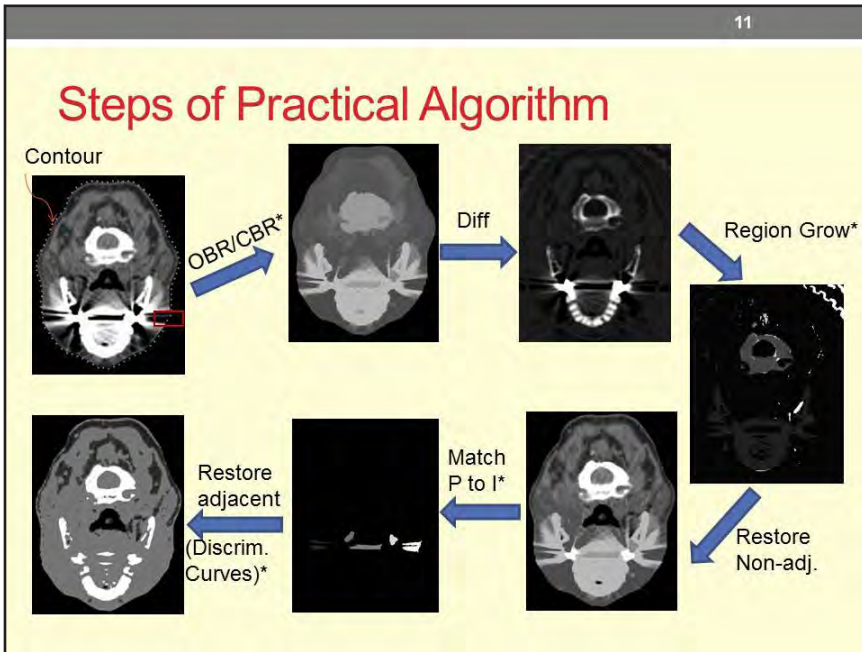 11
Steps of Practical Algorithm
Contour
OBR/CBR*
Diff
Region Grow*
Restore
Non-adj.
Match
P to I*
Restore
adjacent
(Discrim.
Curves)*